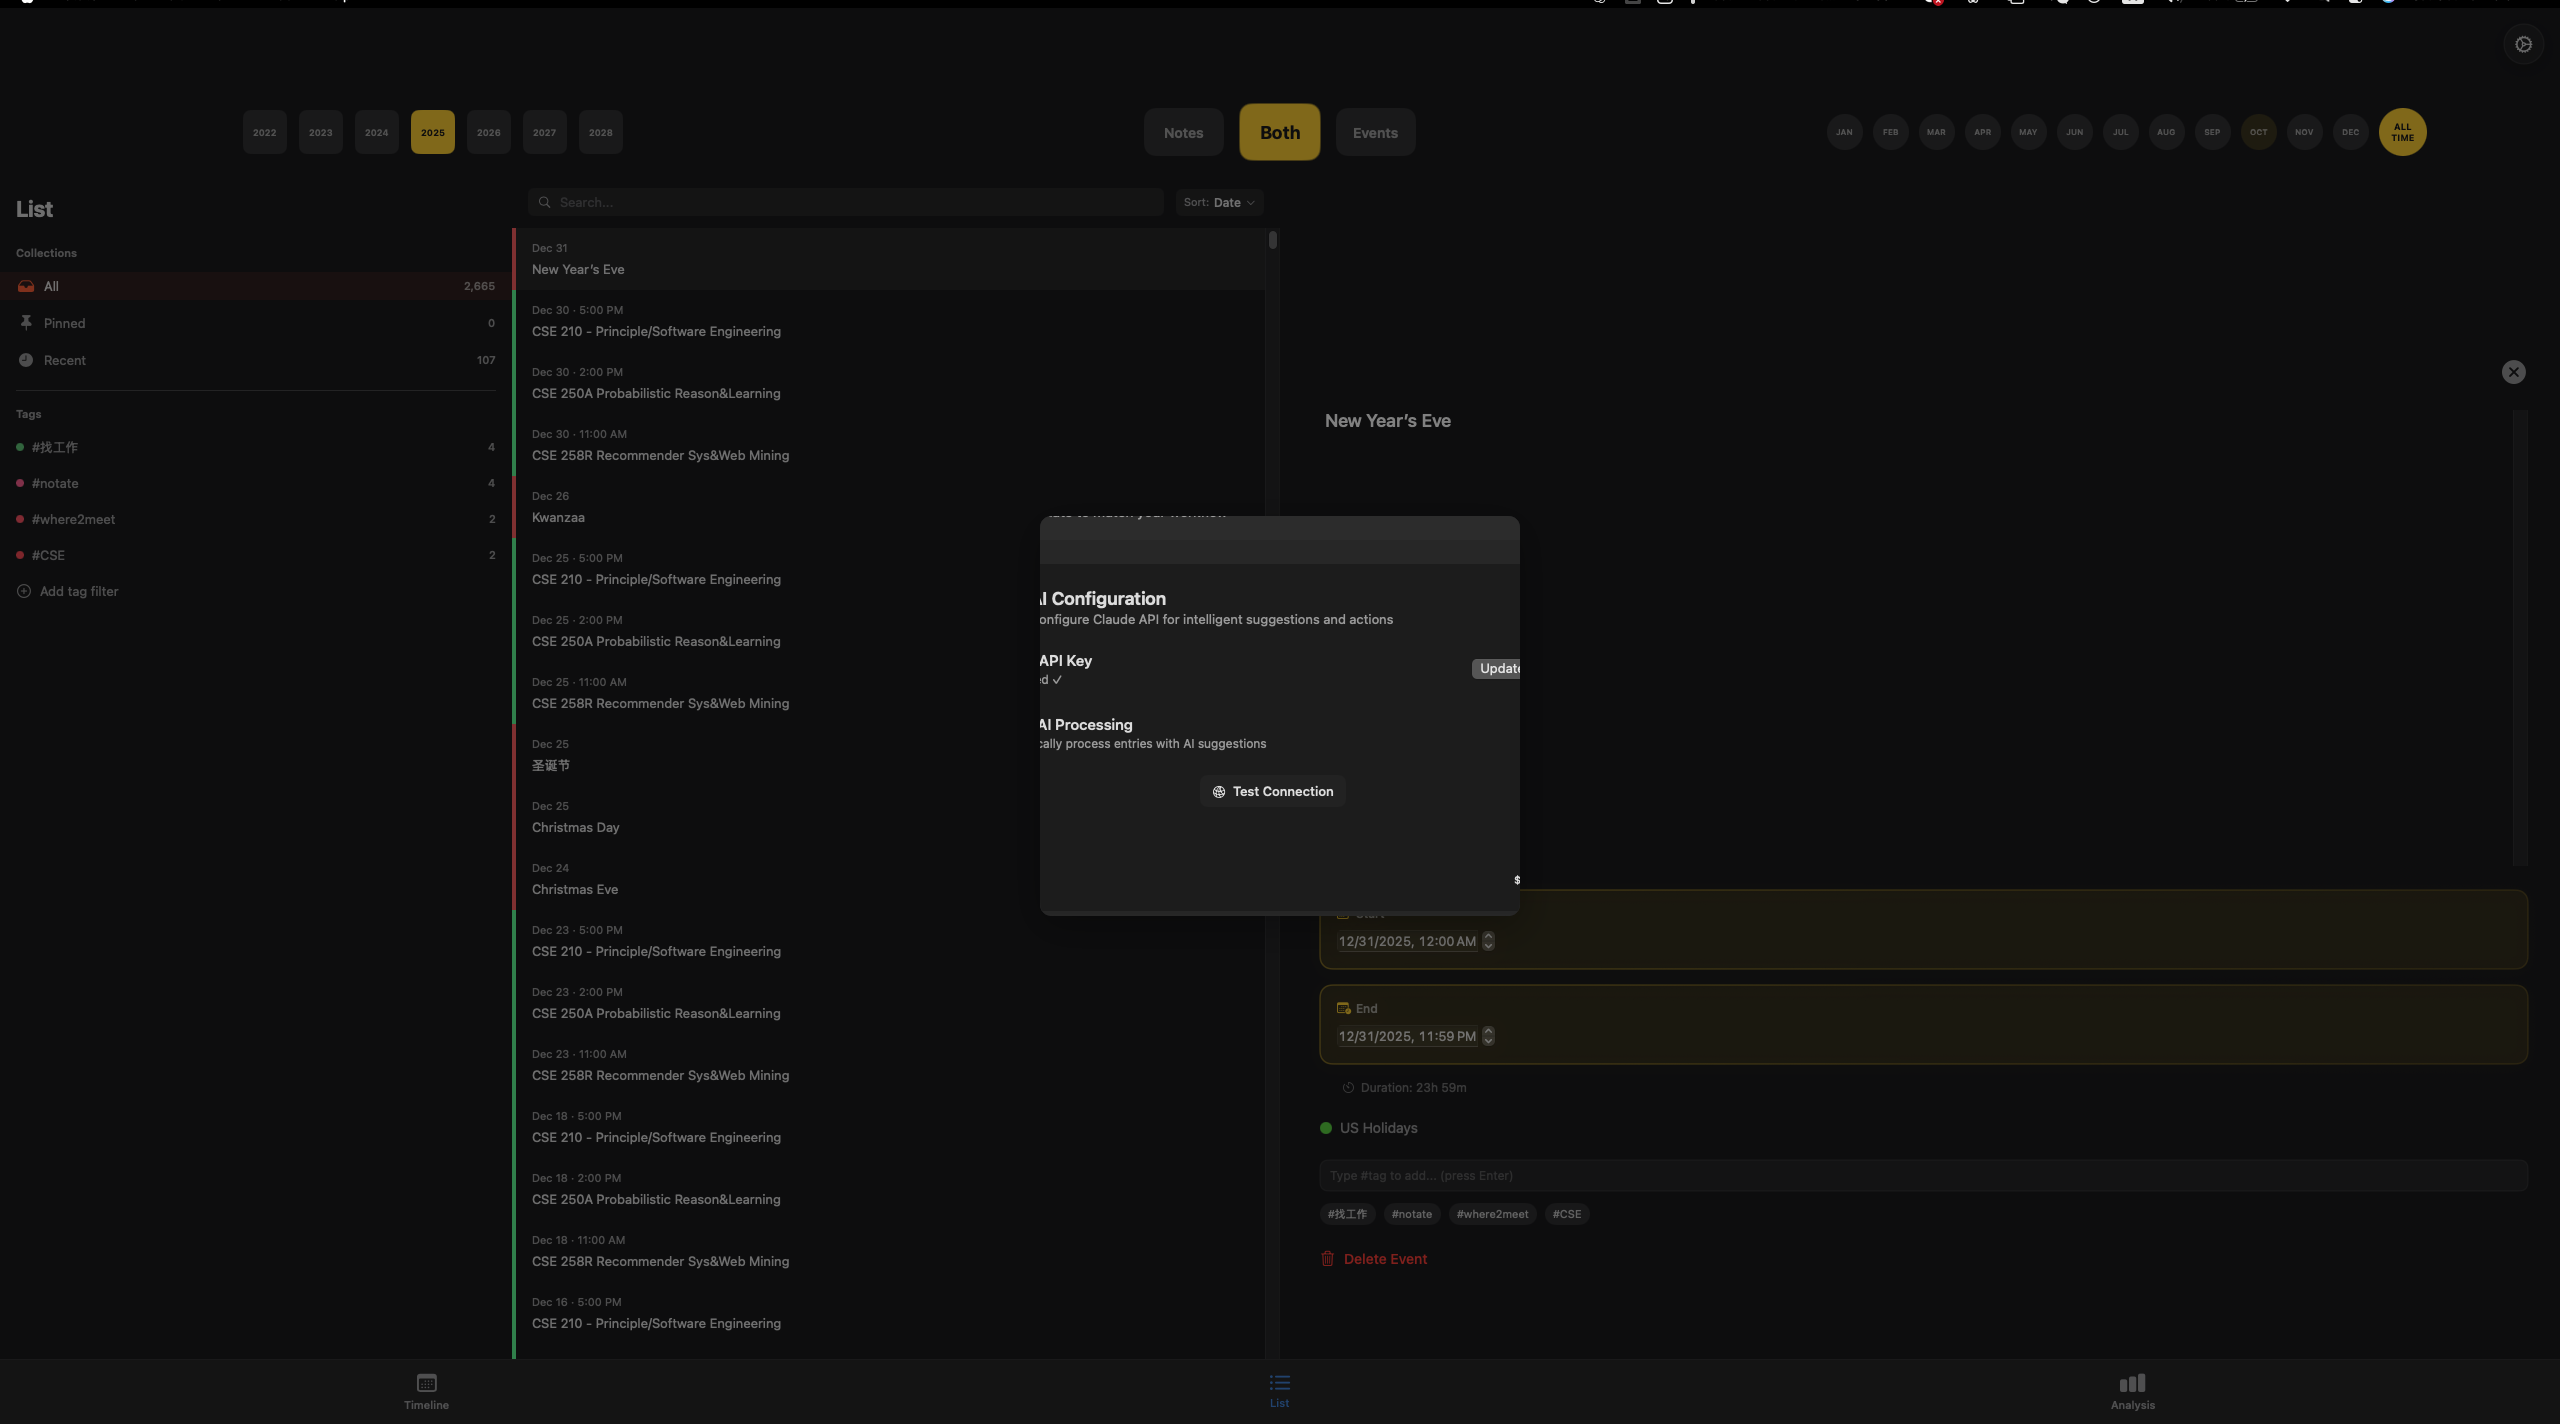 2022
2023
2024
2025
2026
2027
2028
Notes
Both
Events
JAN
FEB
MAR
APR
MAY
JUN
JUL
AUG
SEP
OCT
NOV
DEC
ALL
TIME
List
Collections
All
2,665
Pinned
0
Recent
107
Tags
#找工作
4
#notate
4
#where2meet
2
#CSE
2
Add tag filter
Search...
Sort: Date
Dec 31
New Year's Eve
Dec 30 · 5:00 PM
CSE 210 - Principle/Software Engineering
Dec 30 · 2:00 PM
CSE 250A Probabilistic Reason&Learning
Dec 30 · 11:00 AM
CSE 258R Recommender Sys&Web Mining
Dec 26
Kwanzaa
Dec 25 · 5:00 PM
CSE 210 - Principle/Software Engineering
Dec 25 · 2:00 PM
CSE 250A Probabilistic Reason&Learning
Dec 25 · 11:00 AM
CSE 258R Recommender Sys&Web Mining
Dec 25
圣诞节
Dec 25
Christmas Day
Dec 24
Christmas Eve
Dec 23 · 5:00 PM
CSE 210 - Principle/Software Engineering
Dec 23 · 2:00 PM
CSE 250A Probabilistic Reason&Learning
Dec 23 · 11:00 AM
CSE 258R Recommender Sys&Web Mining
Dec 18 · 5:00 PM
CSE 210 - Principle/Software Engineering
Dec 18 · 2:00 PM
CSE 250A Probabilistic Reason&Learning
Dec 18 · 11:00 AM
CSE 258R Recommender Sys&Web Mining
Dec 16 · 5:00 PM
CSE 210 - Principle/Software Engineering
AI Configuration
onfigure Claude API for intelligent suggestions and actions
API Key
ed ✓
Update
AI Processing
cally process entries with AI suggestions
Test Connection
$
New Year's Eve
12/31/2025, 12:00 AM
End
12/31/2025, 11:59 PM
Duration: 23h 59m
US Holidays
Type #tag to add... (press Enter)
#找工作
#notate
#where2meet
#CSE
Delete Event
Timeline
List
Analysis